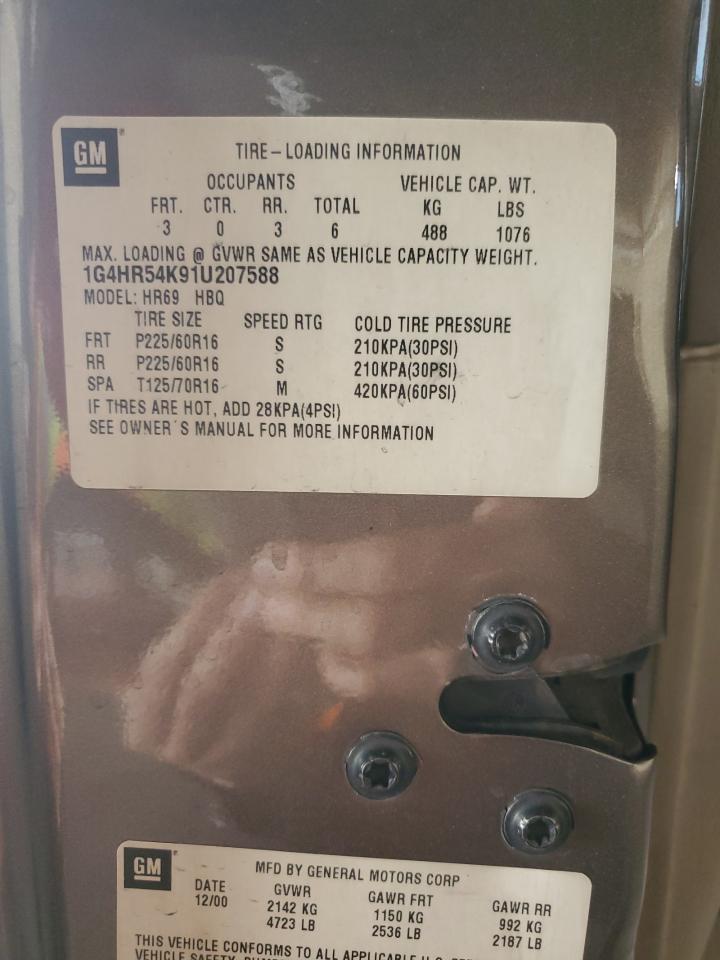 GM
TIRE-LOADING INFORMATION
OCCUPANTS VEHICLE CAP. WT.
FRT. CTR. RR. TOTAL KG LBS
3 0 3 6 488 1076
MAX. LOADING @ GVWR SAME AS VEHICLE CAPACITY WEIGHT.
1G4HR54K91U207588
MODEL: HR69 HBQ
TIRE SIZE SPEED RTG COLD TIRE PRESSURE
FRT P225/60R16 S 210KPA(30PSI)
RR P225/60R16 S 210KPA(30PSI)
SPA T125/70R16 M 420KPA(60PSI)
IF TIRES ARE HOT, ADD 28KPA(4PSI)
SEE OWNER'S MANUAL FOR MORE INFORMATION
GM
MFD BY GENERAL MOTORS CORP
DATE GVWR GAWR FRT GAWR RR
12/00 2142 KG 1150 KG 992 KG
4723 LB 2536 LB 2187 LB
THIS VEHICLE CONFORMS TO ALL APPLICABLE U.S.
VEHICLE SAFETY,